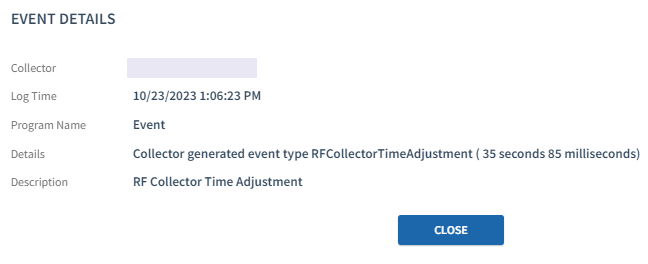 EVENT DETAILS
Collector
Log Time 10/23/2023 1:06:23 PM
Program Name Event
Details Collector generated event type RFCollectorTimeAdjustment ( 35 seconds 85 milliseconds)
Description RF Collector Time Adjustment
CLOSE